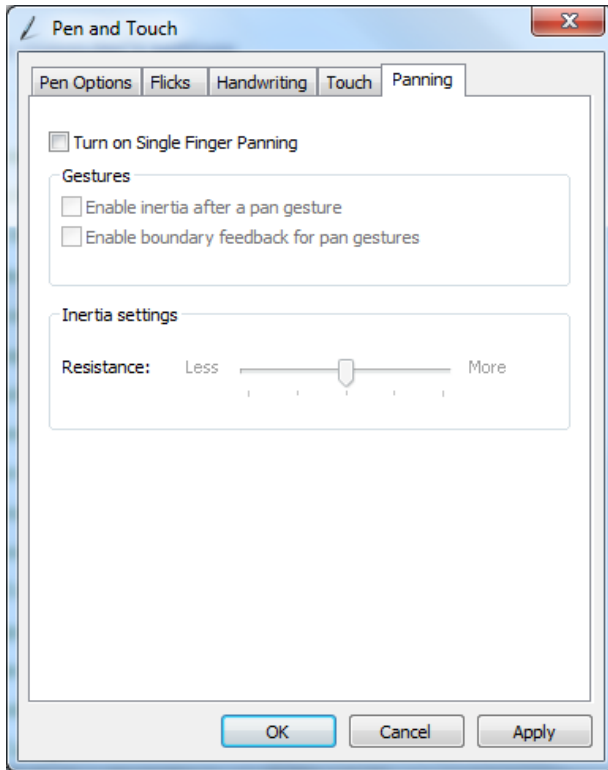 Pen and Touch
Pen Options Flicks Handwriting Touch Panning
Turn on Single Finger Panning
Gestures
Enable inertia after a pan gesture
Enable boundary feedback for pan gestures
Inertia settings
Resistance: Less More
OK Cancel Apply